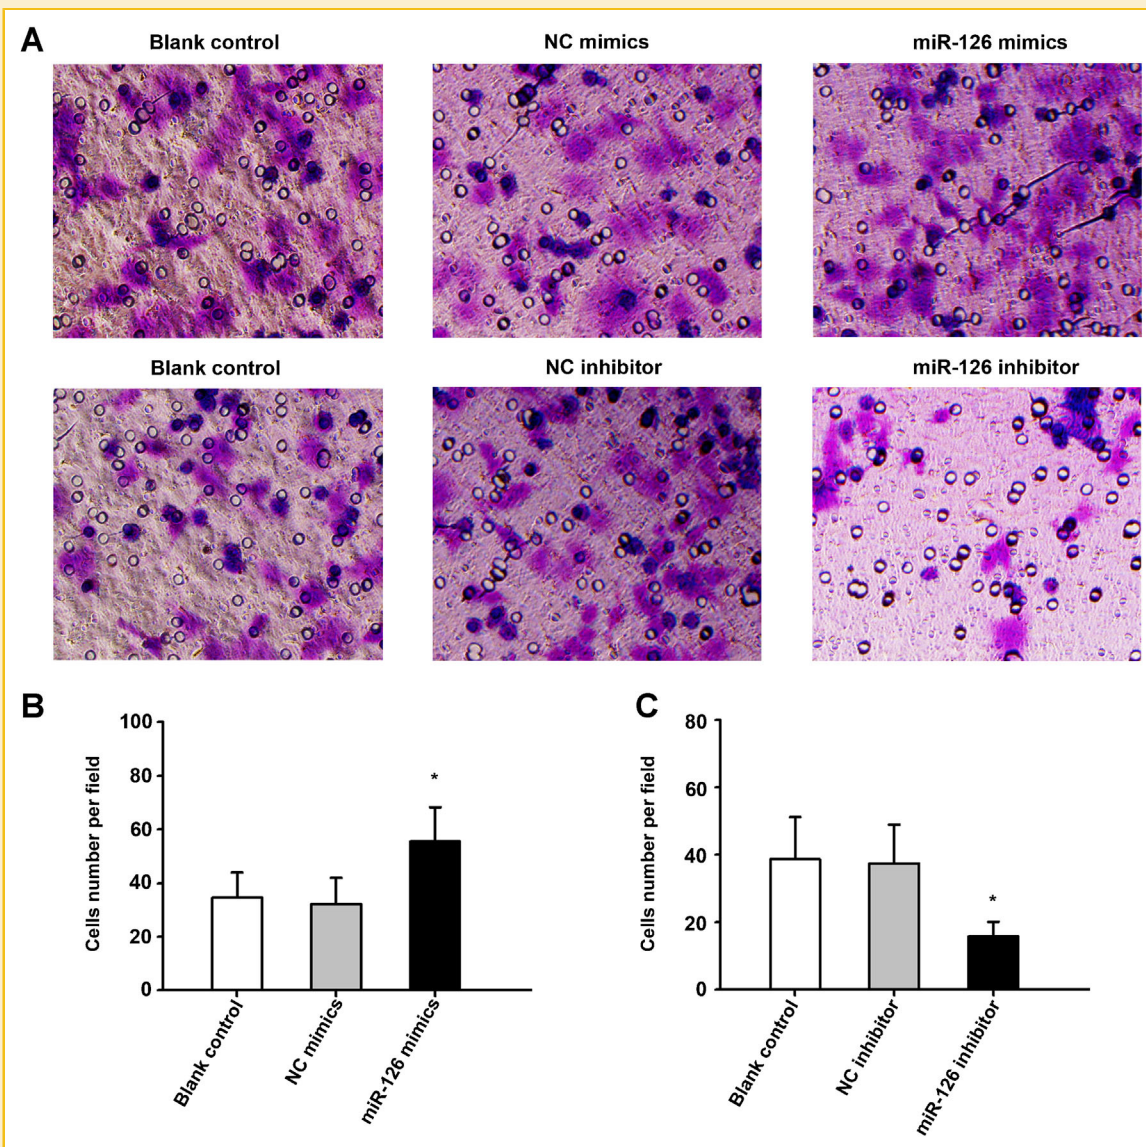 A
Blank control NC mimics miR-126 mimics
Blank control NC inhibitor miR-126 inhibitor
B
100
80
60
40
20
0
Cells number per field
*
Blank control
NC mimics
miR-126 mimics
C
80
60
40
20
0
Cells number per field
*
Blank control
NC inhibitor
miR-126 inhibitor